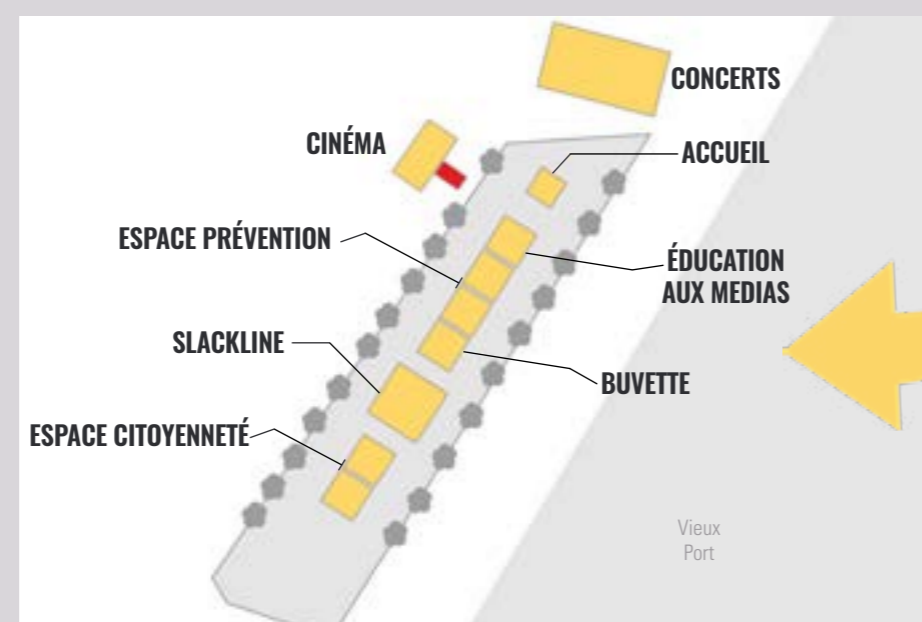 CONCERTS
CINÉMA
ACCUEIL
ESPACE PRÉVENTION
ÉDUCATION
AUX MEDIAS
SLACKLINE
BUVETTE
ESPACE CITOYENNETÉ
Vieux
Port